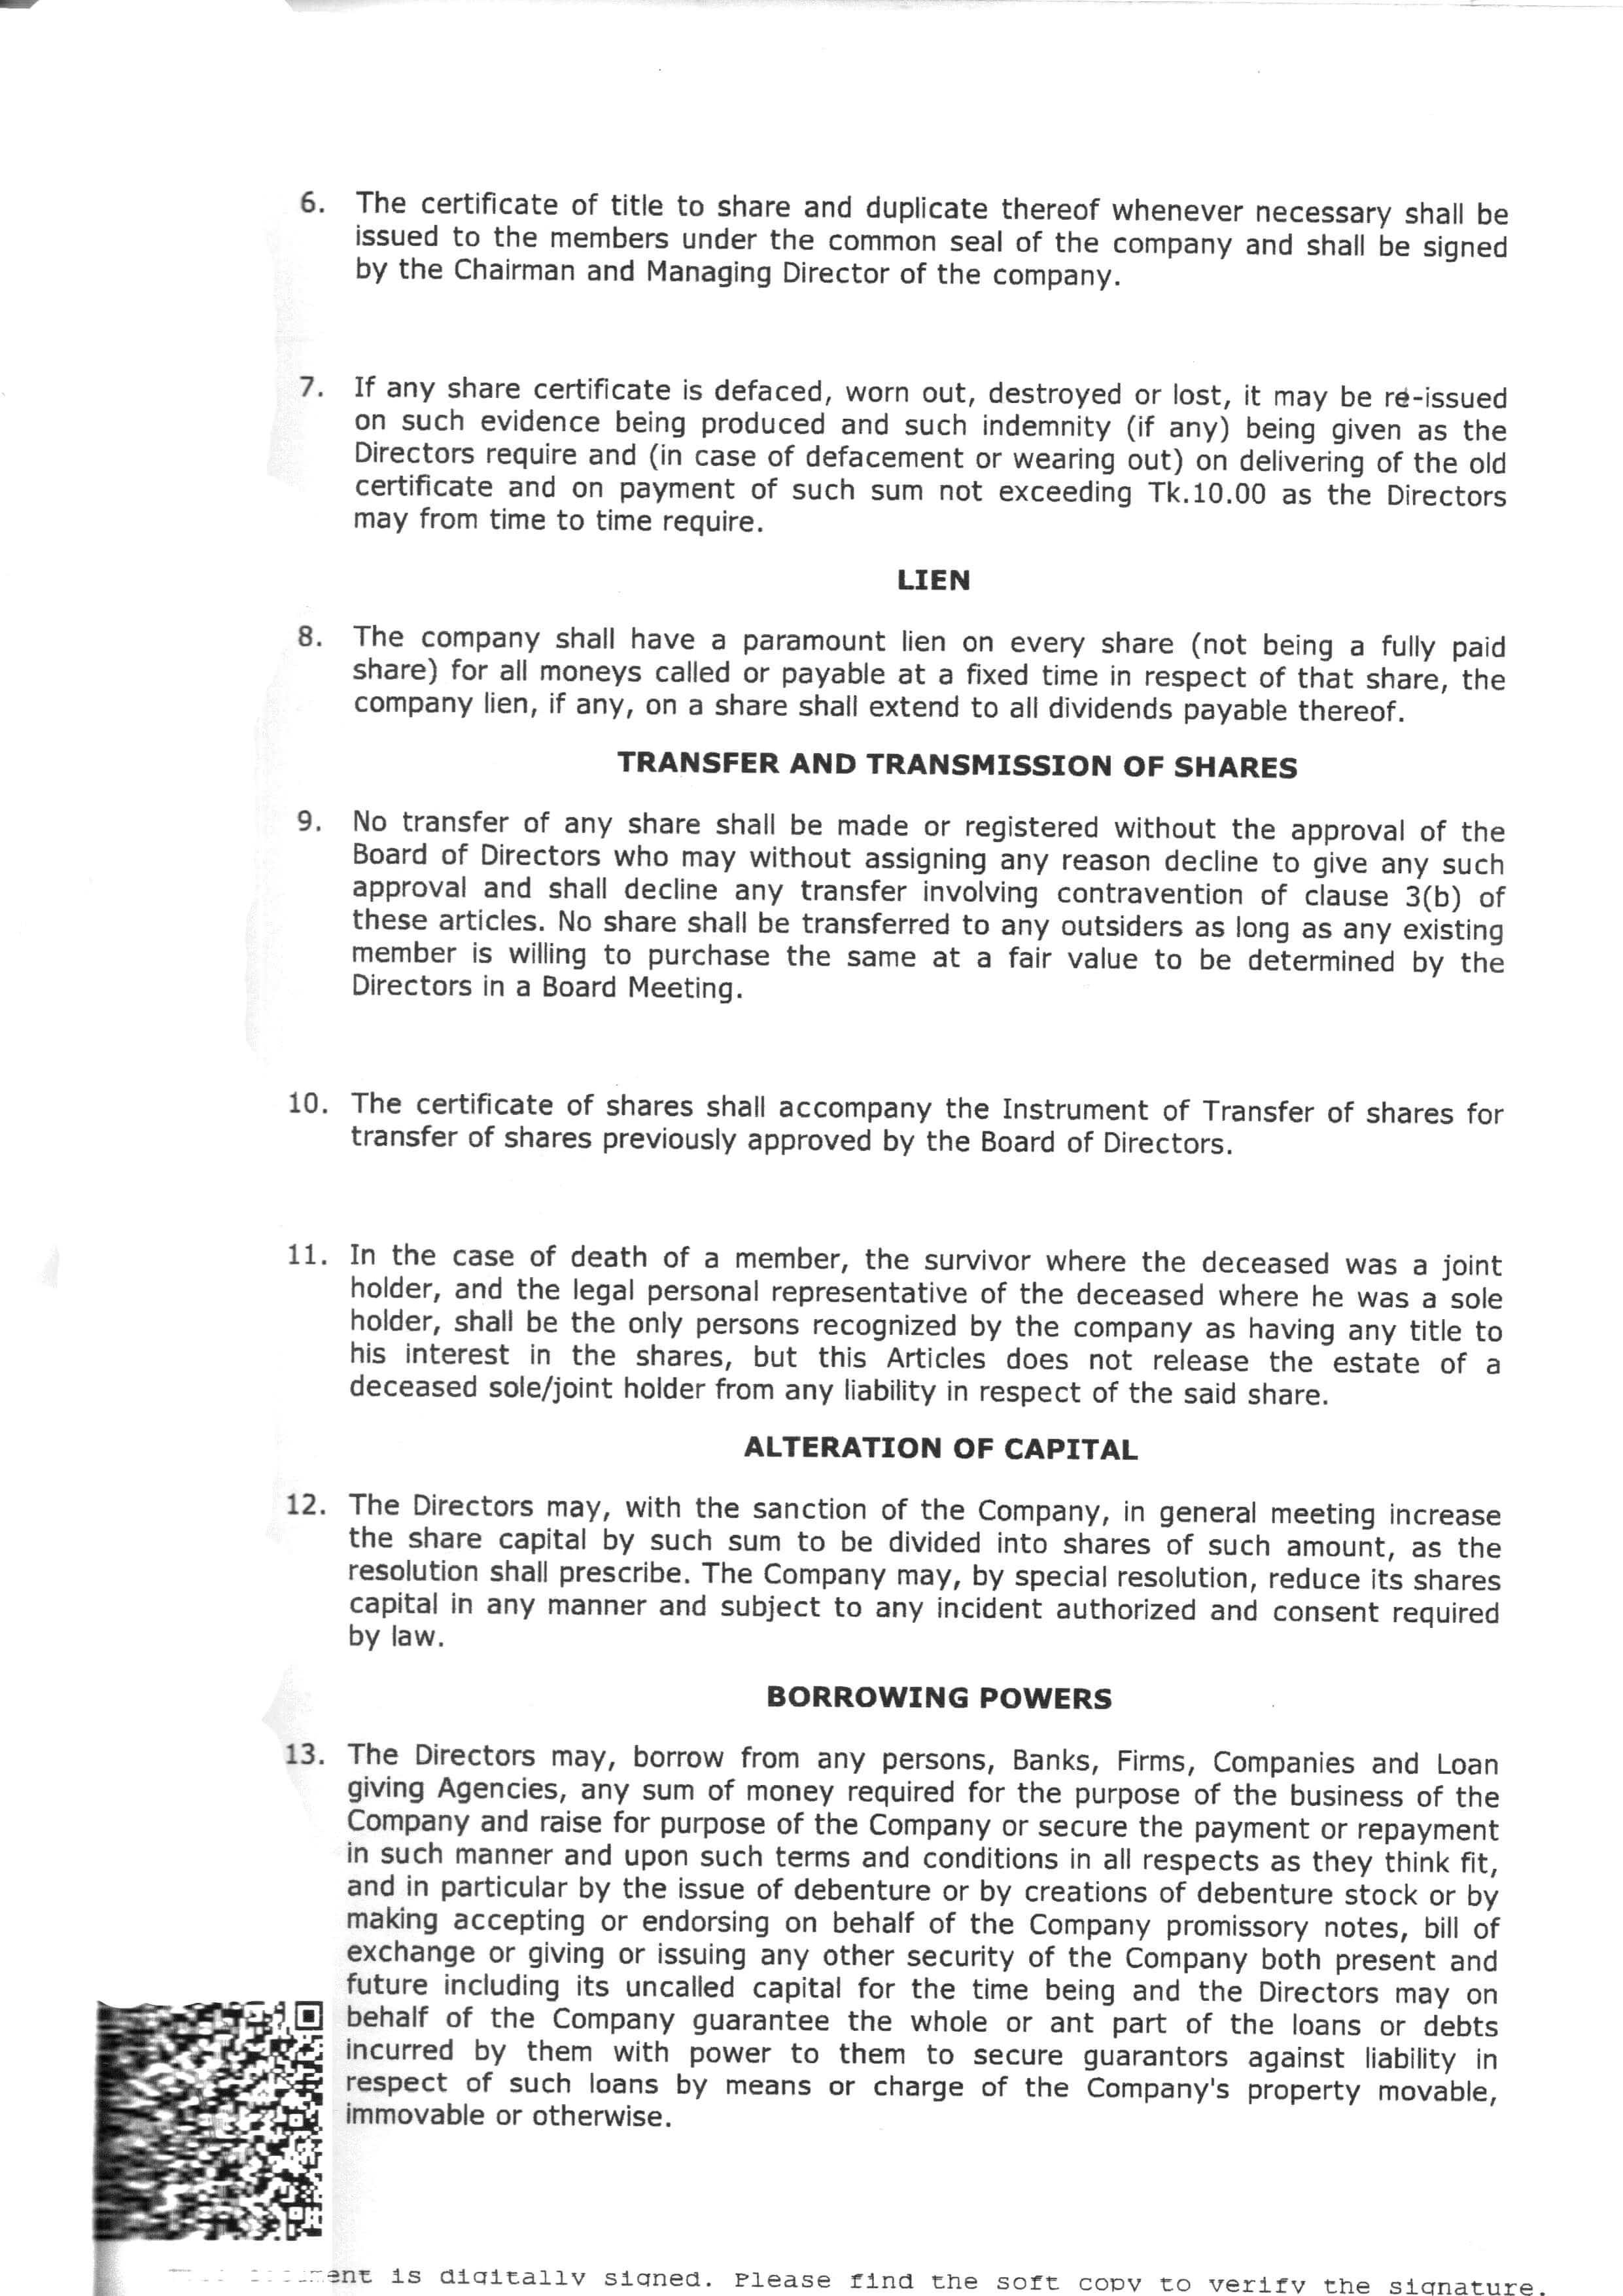 6. The certificate of title to share and duplicate thereof whenever necessary shall be
issued to the members under the common seal of the company and shall be signed
by the Chairman and Managing Director of the company.
7. If any share certificate is defaced, worn out, destroyed or lost, it may be re-issued
on such evidence being produced and such indemnity (if any) being given as the
Directors require and (in case of defacement or wearing out) on delivering of the old
certificate and on payment of such sum not exceeding Tk.10.00 as the Directors
may from time to time require.
LIEN
8. The company shall have a paramount lien on every share (not being a fully paid
share) for all moneys called or payable at a fixed time in respect of that share, the
company lien, if any, on a share shall extend to all dividends payable thereof.
TRANSFER AND TRANSMISSION OF SHARES
9. No transfer of any share shall be made or registered without the approval of the
Board of Directors who may without assigning any reason decline to give any such
approval and shall decline any transfer involving contravention of clause 3(b) of
these articles. No share shall be transferred to any outsiders as long as any existing
member is willing to purchase the same at a fair value to be determined by the
Directors in a Board Meeting.
10. The certificate of shares shall accompany the Instrument of Transfer of shares for
transfer of shares previously approved by the Board of Directors.
11. In the case of death of a member, the survivor where the deceased was a joint
holder, and the legal personal representative of the deceased where he was a sole
holder, shall be the only persons recognized by the company as having any title to
his interest in the shares, but this Articles does not release the estate of a
deceased sole/joint holder from any liability in respect of the said share.
ALTERATION OF CAPITAL
12. The Directors may, with the sanction of the Company, in general meeting increase
the share capital by such sum to be divided into shares of such amount, as the
resolution shall prescribe. The Company may, by special resolution, reduce its shares
capital in any manner and subject to any incident authorized and consent required
by law.
BORROWING POWERS
13. The Directors may, borrow from any persons, Banks, Firms, Companies and Loan
giving Agencies, any sum of money required for the purpose of the business of the
Company and raise for purpose of the Company or secure the payment or repayment
in such manner and upon such terms and conditions in all respects as they think fit,
and in particular by the issue of debenture or by creations of debenture stock or by
making accepting or endorsing on behalf of the Company promissory notes, bill of
exchange or giving or issuing any other security of the Company both present and
future including its uncalled capital for the time being and the Directors may on
behalf of the Company guarantee the whole or ant part of the loans or debts
incurred by them with power to them to secure guarantors against liability in
respect of such loans by means or charge of the Company's property movable,
immovable or otherwise.
is digitally signed. Please find the soft copy to verify the signature.